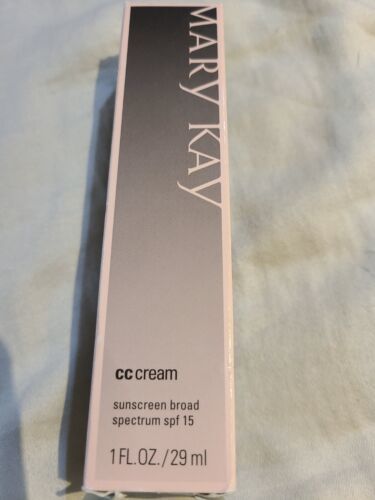 MARY KAY
cc cream
sunscreen broad
spectrum spf 15
1 FL.OZ./29 ml